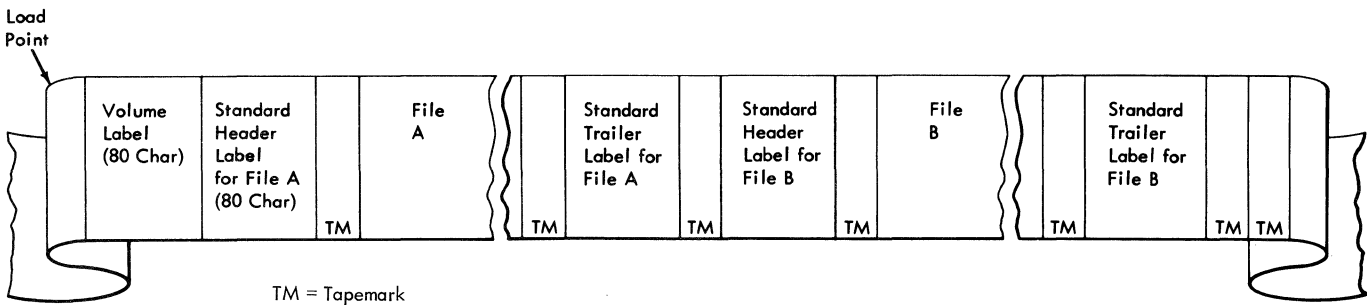 Load
Point
Volume
Label
(80 Char)
Standard
Header
Label
for File A
(80 Char)
TM
File
A
TM
Standard
Trailer
Label for
File A
TM
Standard
Header
Label for
File B
TM
File
B
TM
Standard
Trailer
Label for
File B
TM
TM
TM = Tapemark